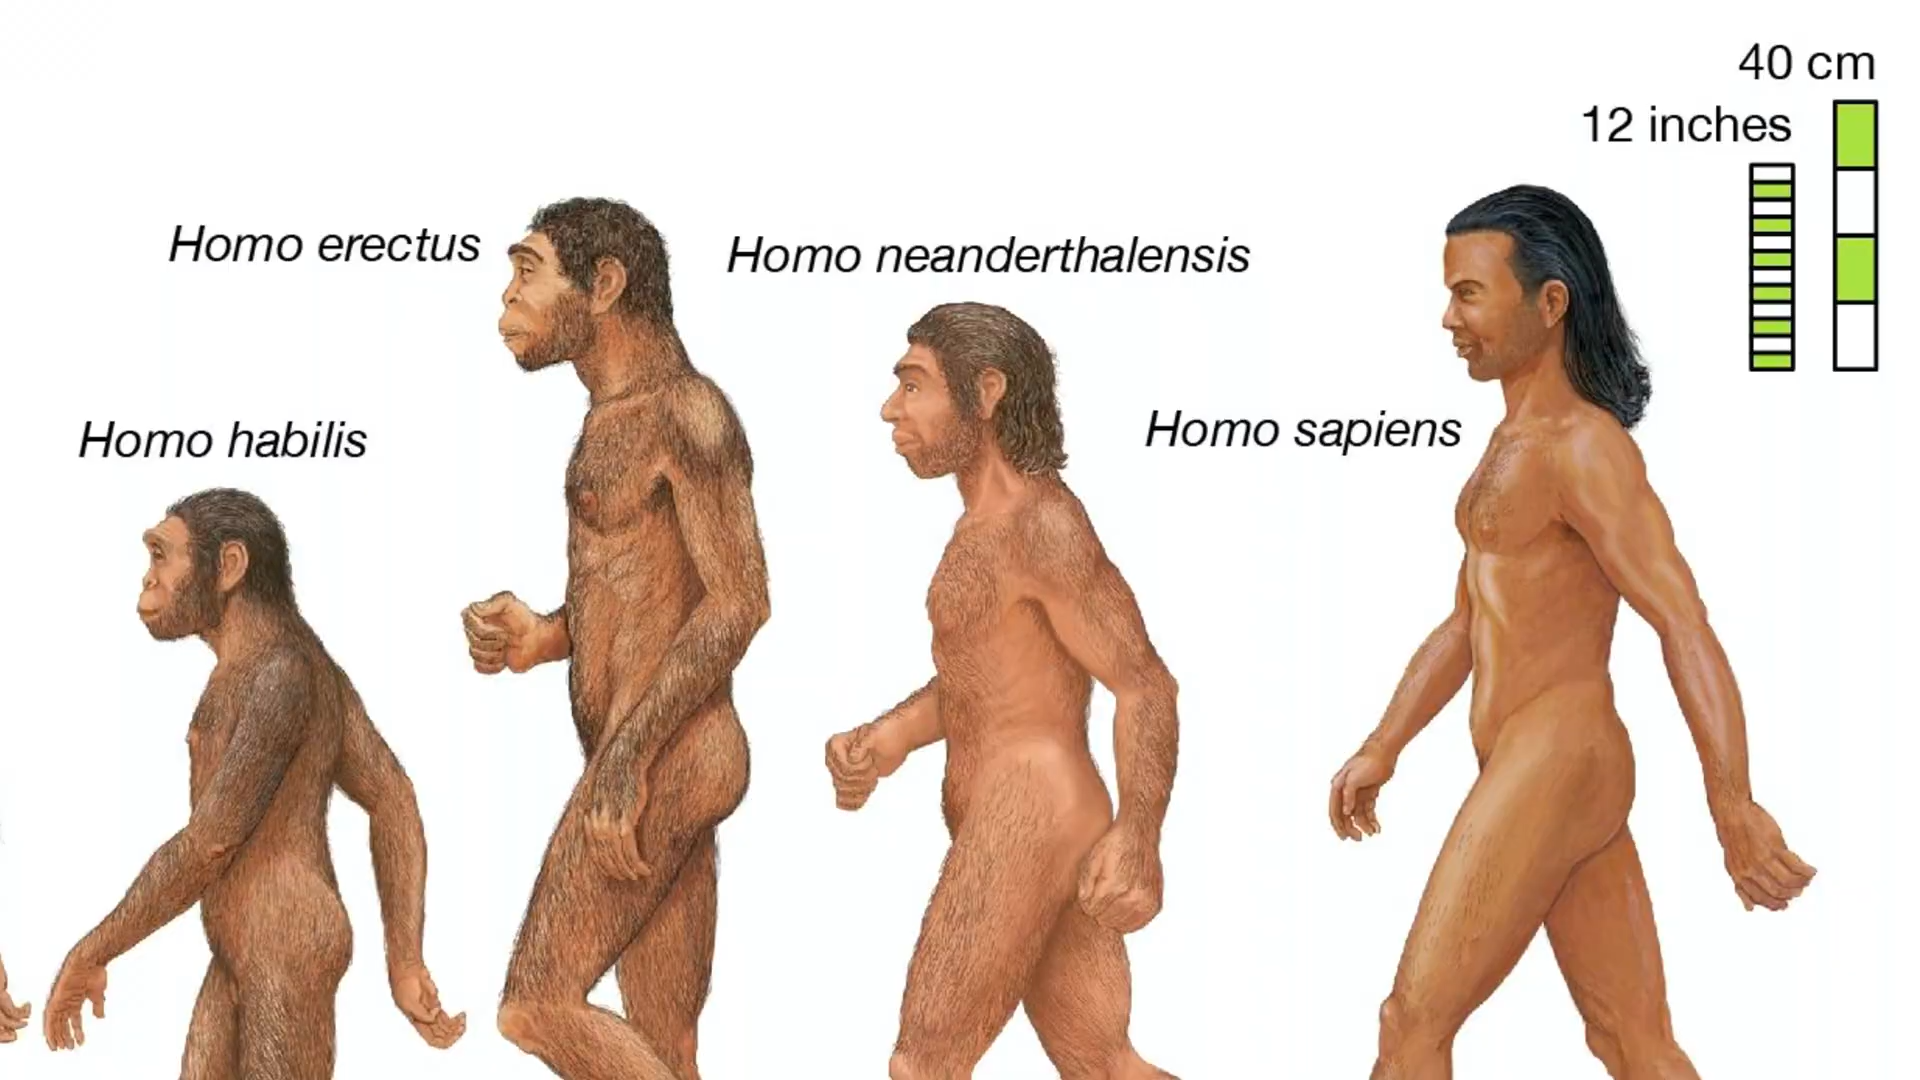 40 cm
12 inches
Homo erectus
Homo neanderthalensis
Homo sapiens
Homo habilis